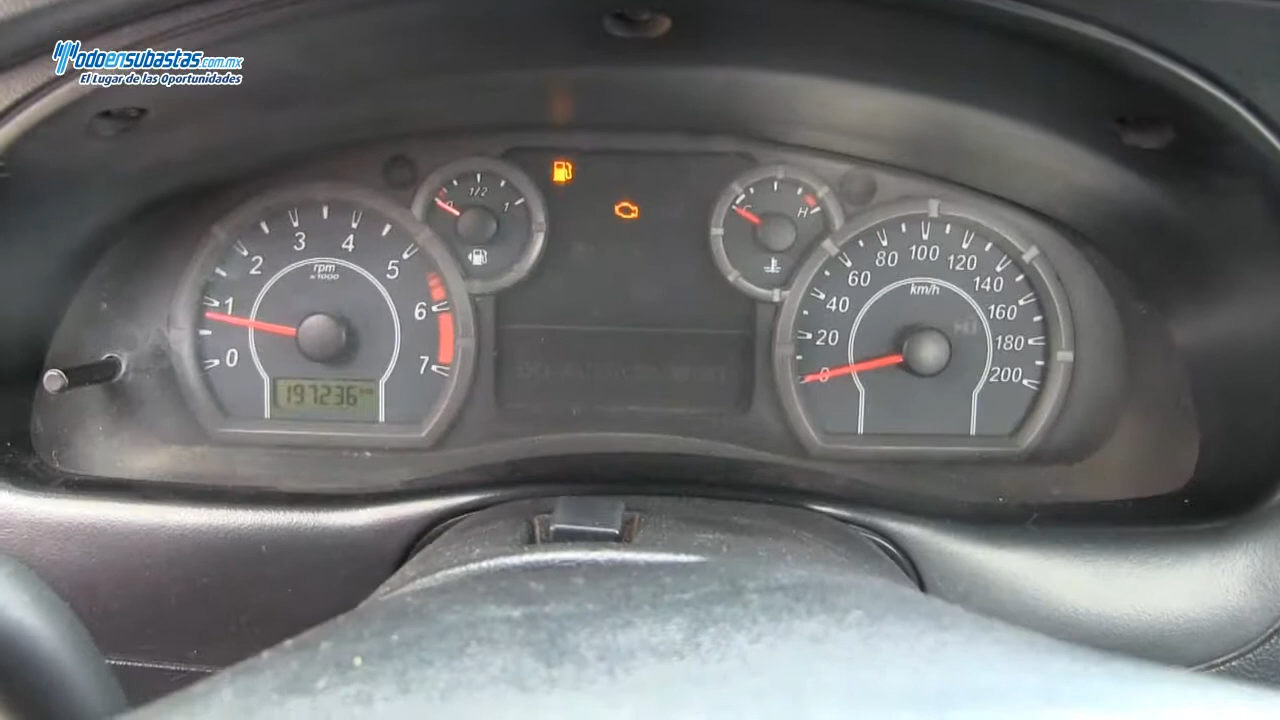 Todoensubastas.com.mx
El Lugar de las Oportunidades
0 1/2 1
C H
0 1 2 3 4 5 6 7
rpm
x1000
197236
0 20 40 60 80 100 120 140 160 180 200
km/h